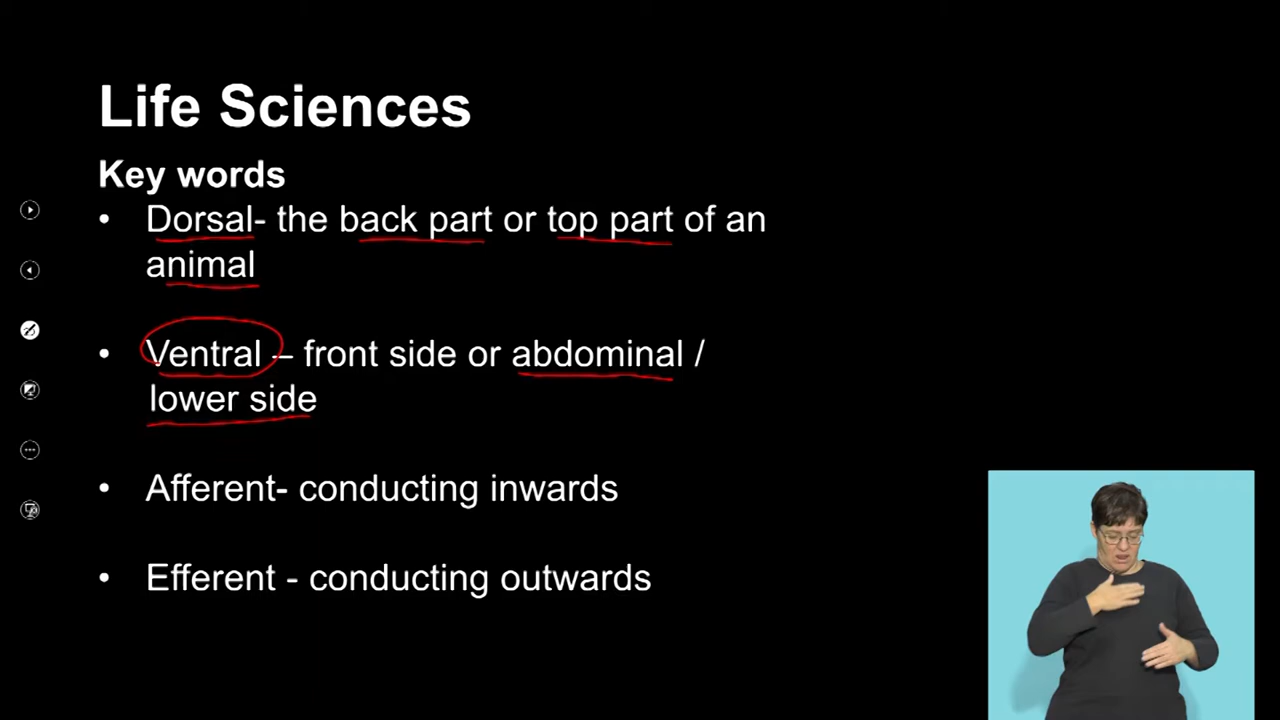 Life Sciences
Key words
• Dorsal- the back part or top part of an
animal
• Ventral – front side or abdominal /
lower side
• Afferent- conducting inwards
• Efferent - conducting outwards